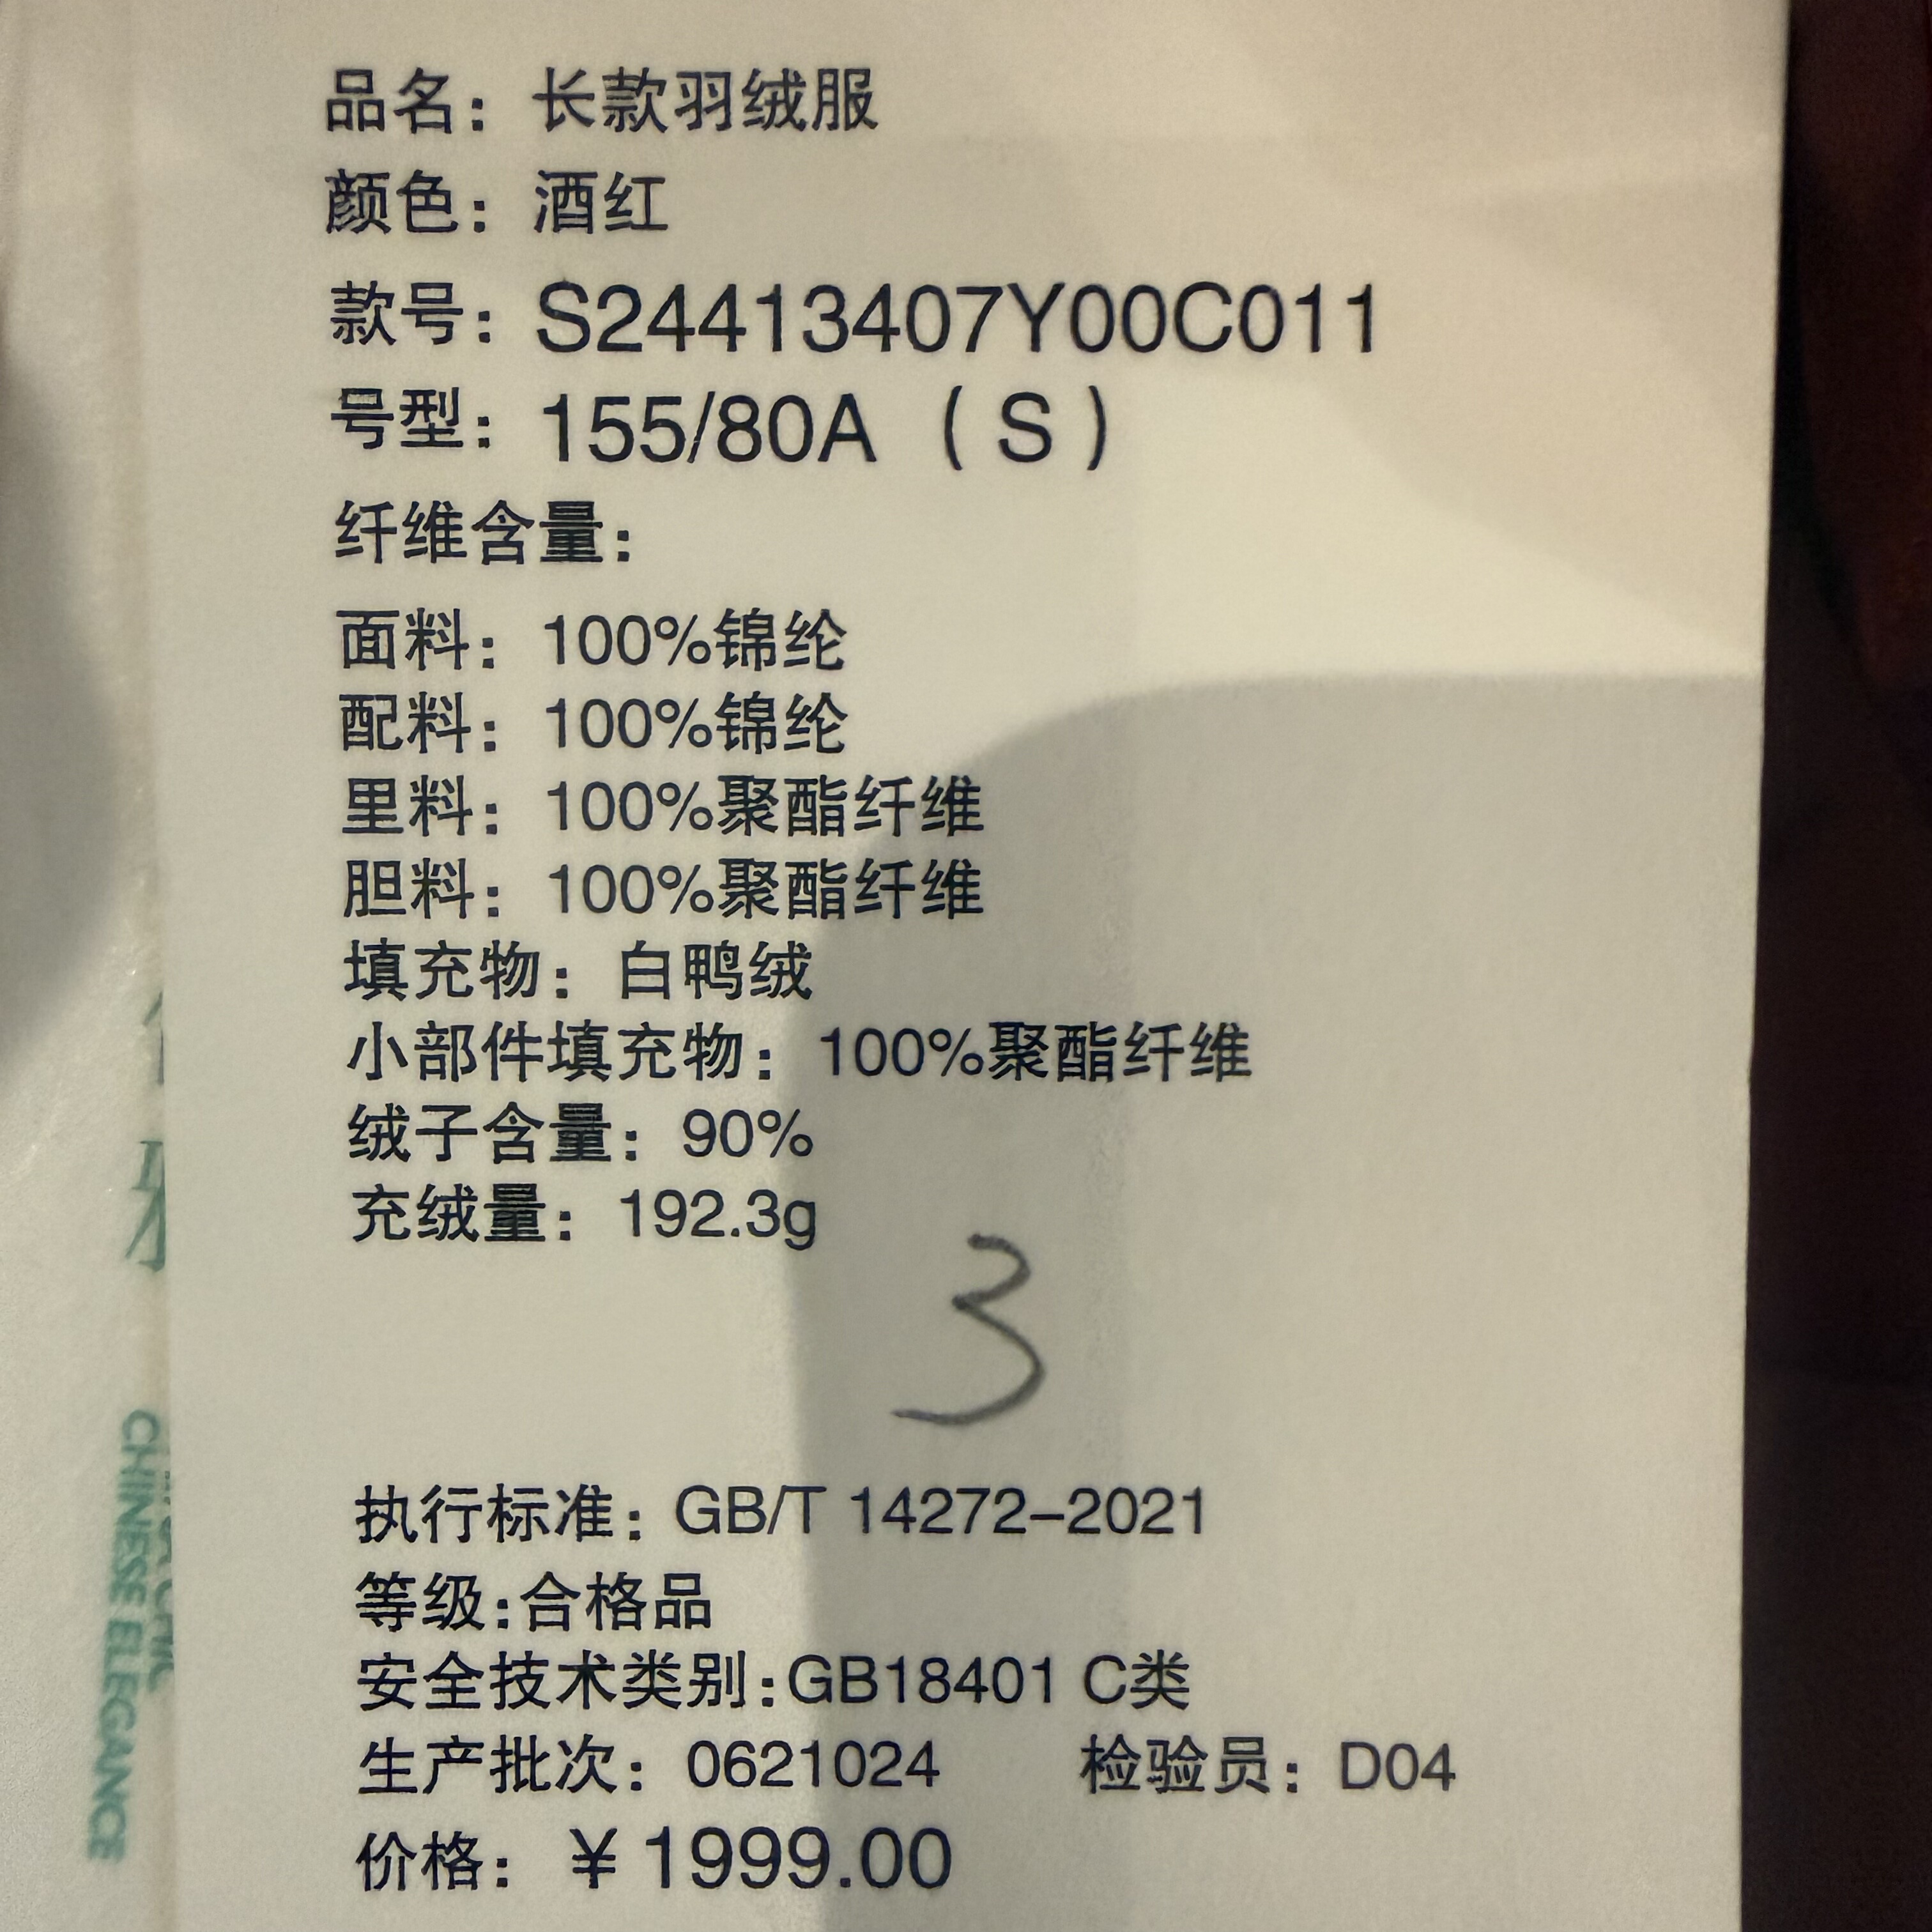 品名：长款羽绒服
颜色：酒红
款号：S24413407Y00C011
号型：155/80A（S）
纤维含量：
面料：100%锦纶
配料：100%锦纶
里料：100%聚酯纤维
胆料：100%聚酯纤维
填充物：白鸭绒
小部件填充物：100%聚酯纤维
绒子含量：90%
充绒量：192.3g
3
执行标准：GB/T 14272-2021
等级:合格品
安全技术类别:GB18401 C类
生产批次：0621024 检验员：D04
价格：¥1999.00
CHINESE ELEGANCE